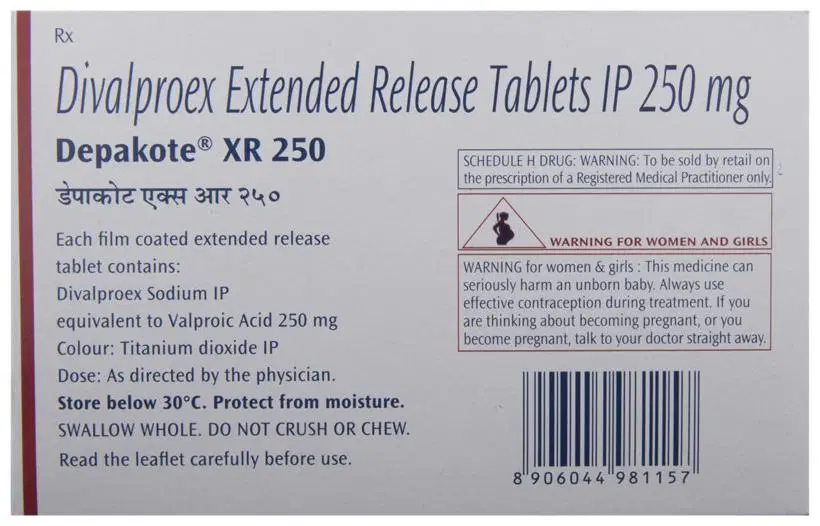 Rx
Divalproex Extended Release Tablets IP 250 mg
Depakote® XR 250
डेपाकोट एक्स आर २५०
Each film coated extended release
tablet contains:
Divalproex Sodium IP
equivalent to Valproic Acid 250 mg
Colour: Titanium dioxide IP
Dose: As directed by the physician.
Store below 30°C. Protect from moisture.
SWALLOW WHOLE. DO NOT CRUSH OR CHEW.
Read the leaflet carefully before use.
SCHEDULE H DRUG: WARNING: To be sold by retail on
the prescription of a Registered Medical Practitioner only.
WARNING FOR WOMEN AND GIRLS
WARNING for women & girls : This medicine can
seriously harm an unborn baby. Always use
effective contraception during treatment. If you
are thinking about becoming pregnant, or you
become pregnant, talk to your doctor straight away.
8 906044 981157